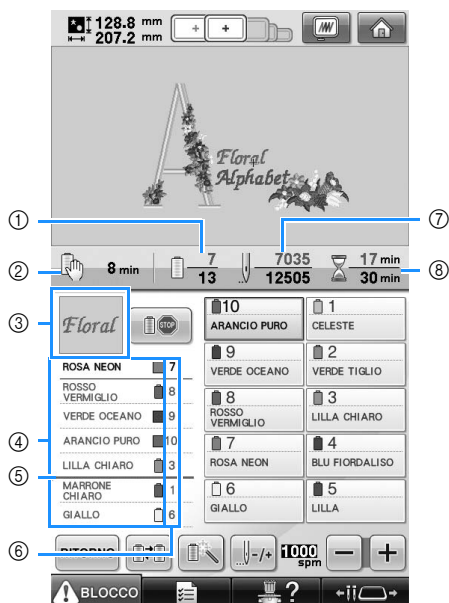 128.8 mm
207.2 mm
Floral
Alphabet
① ⑦
② 8 min 7 7035 17 min ⑧
13 12505 30 min
③ Floral STOP
10 ARANCIO PURO
1 CELESTE
9 VERDE OCEANO
2 VERDE TIGLIO
8 ROSSO VERMIGLIO
3 LILLA CHIARO
7 ROSA NEON
4 BLU FIORDALISO
6 GIALLO
5 LILLA
④
⑤
⑥
ROSA NEON 7
ROSSO
VERMIGLIO 8
VERDE OCEANO 9
ARANCIO PURO 10
LILLA CHIARO 3
MARRONE
CHIARO 1
GIALLO 6
RITORNO -/+ 1000 spm − +
BLOCCO ?